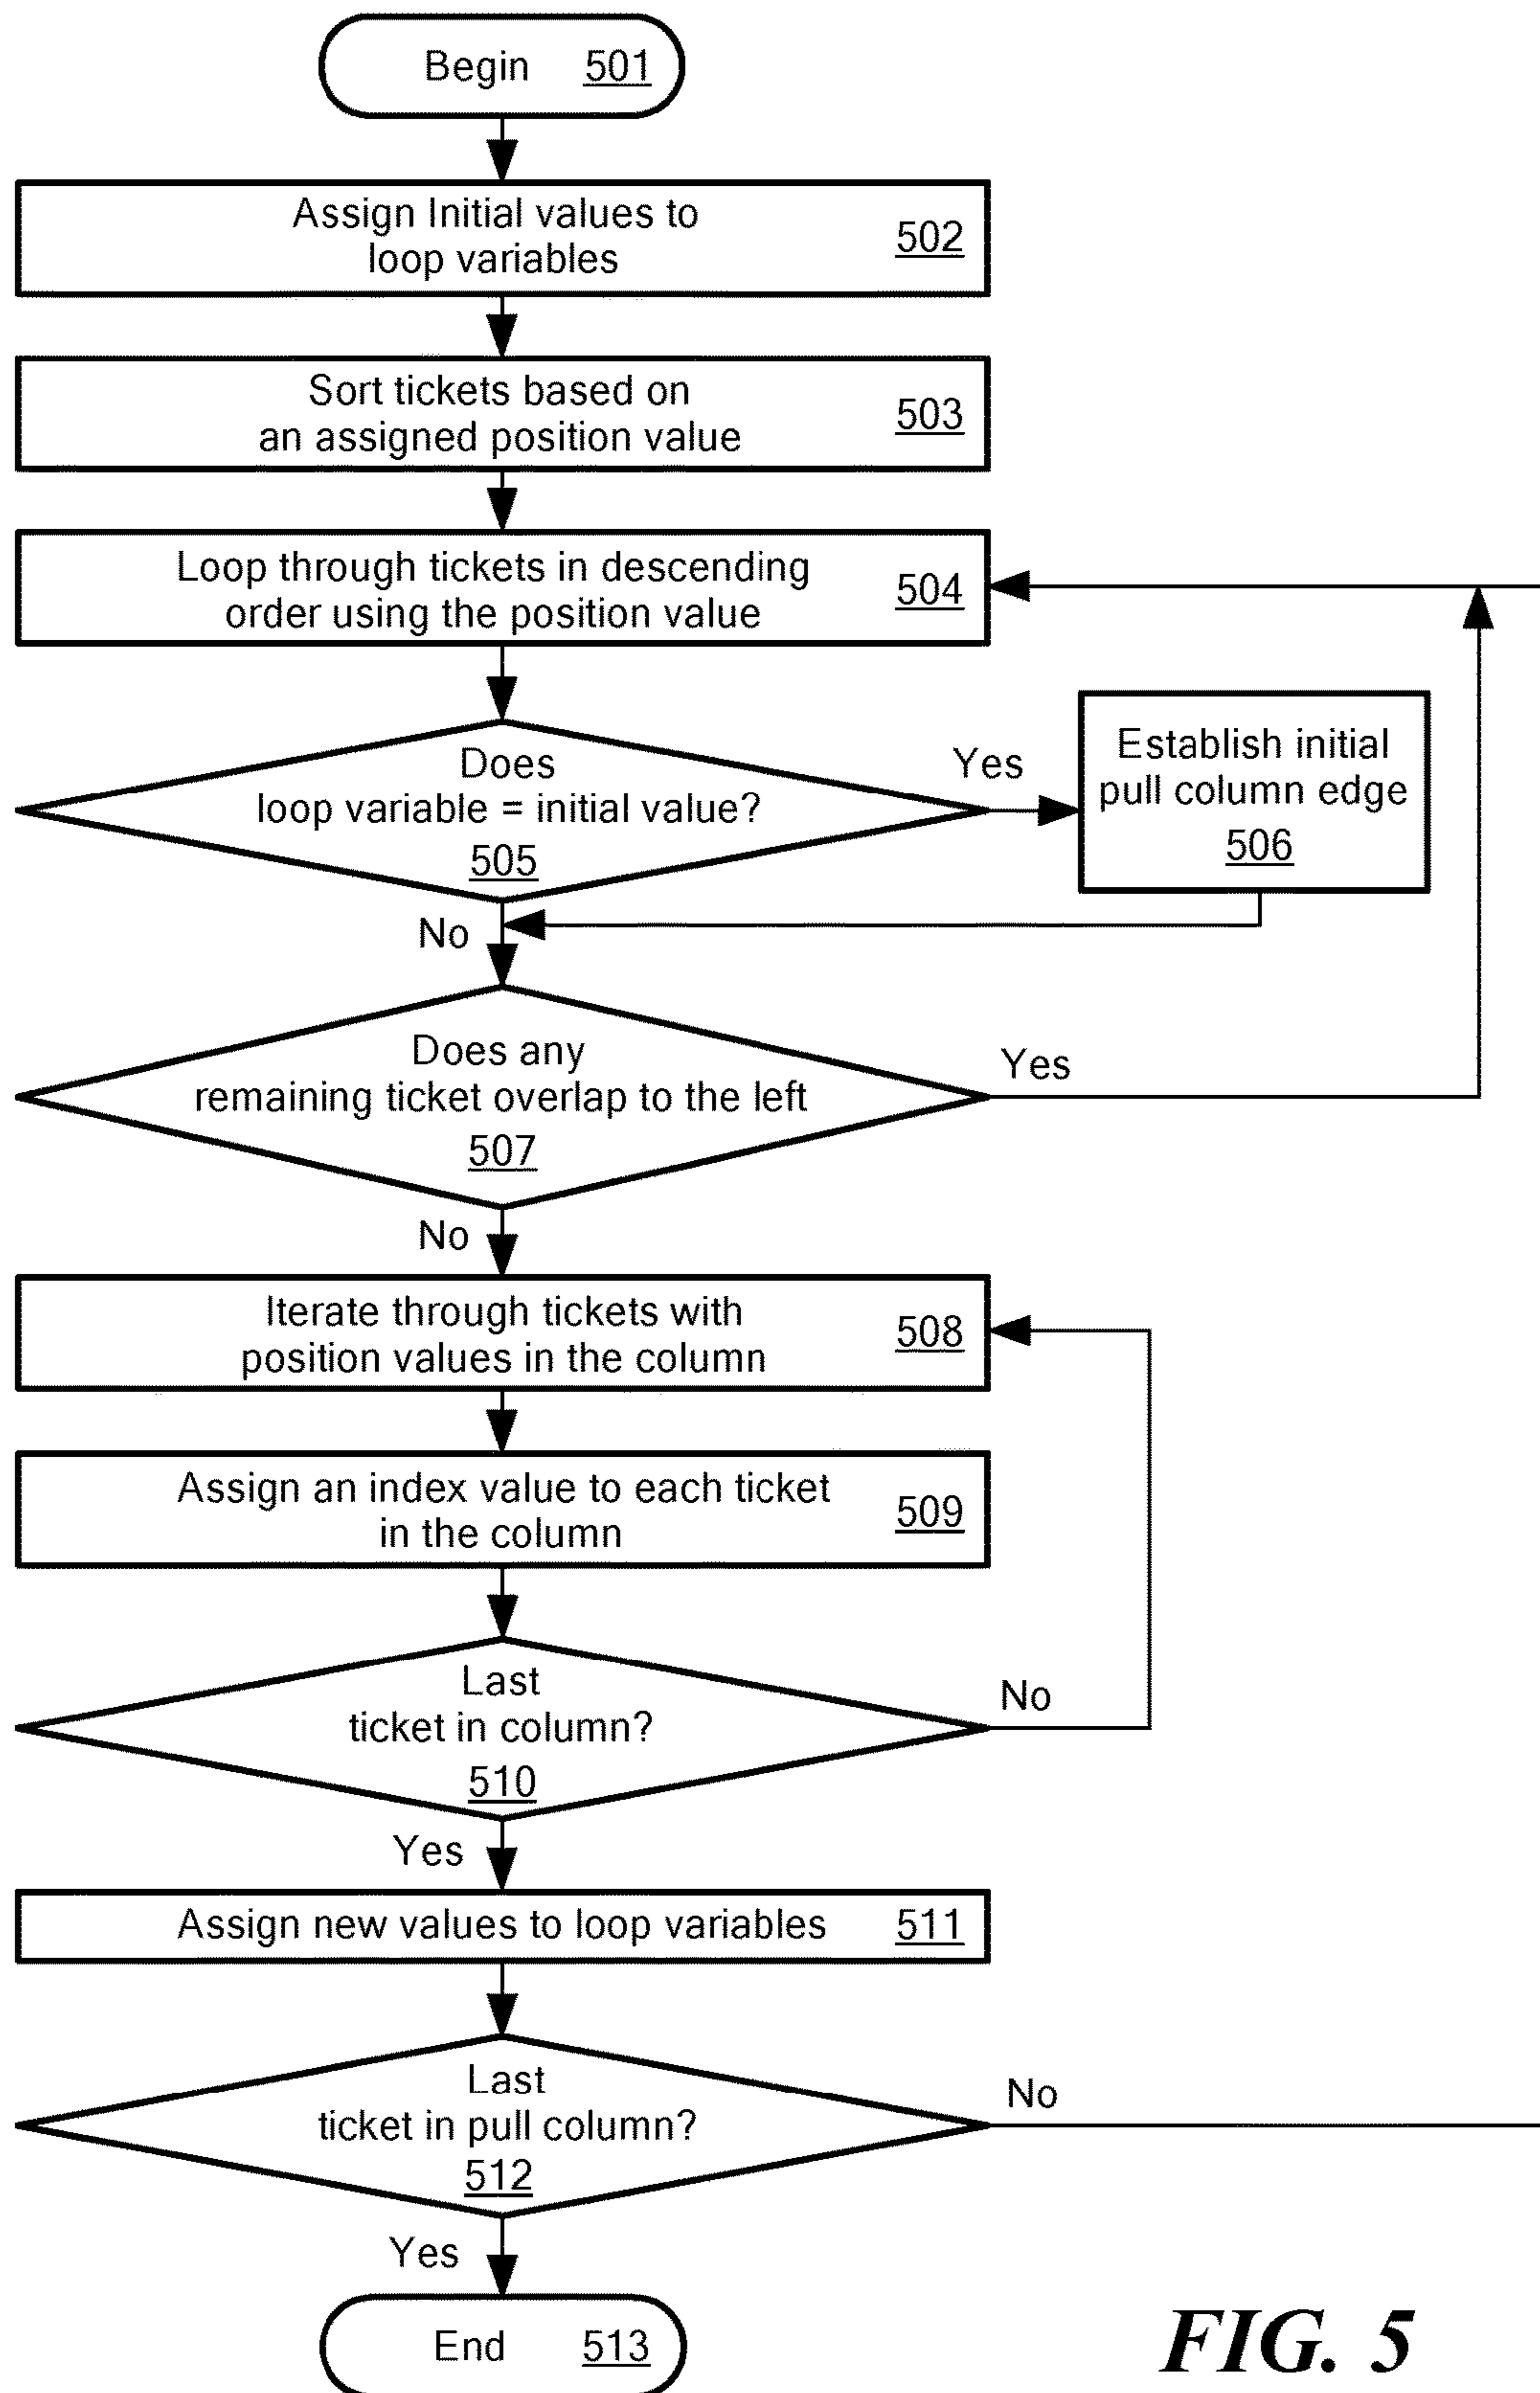 Begin 501
Assign Initial values to
loop variables
502
Sort tickets based on
an assigned position value
503
Loop through tickets in descending
order using the position value
504
Does
loop variable = initial value?
505
Yes
Establish initial
pull column edge
506
No
Does any
remaining ticket overlap to the left
507
Yes
No
Iterate through tickets with
position values in the column
508
Assign an index value to each ticket
in the column
509
Last
ticket in column?
510
No
Yes
Assign new values to loop variables 511
Last
ticket in pull column?
512
No
Yes
End 513
FIG. 5